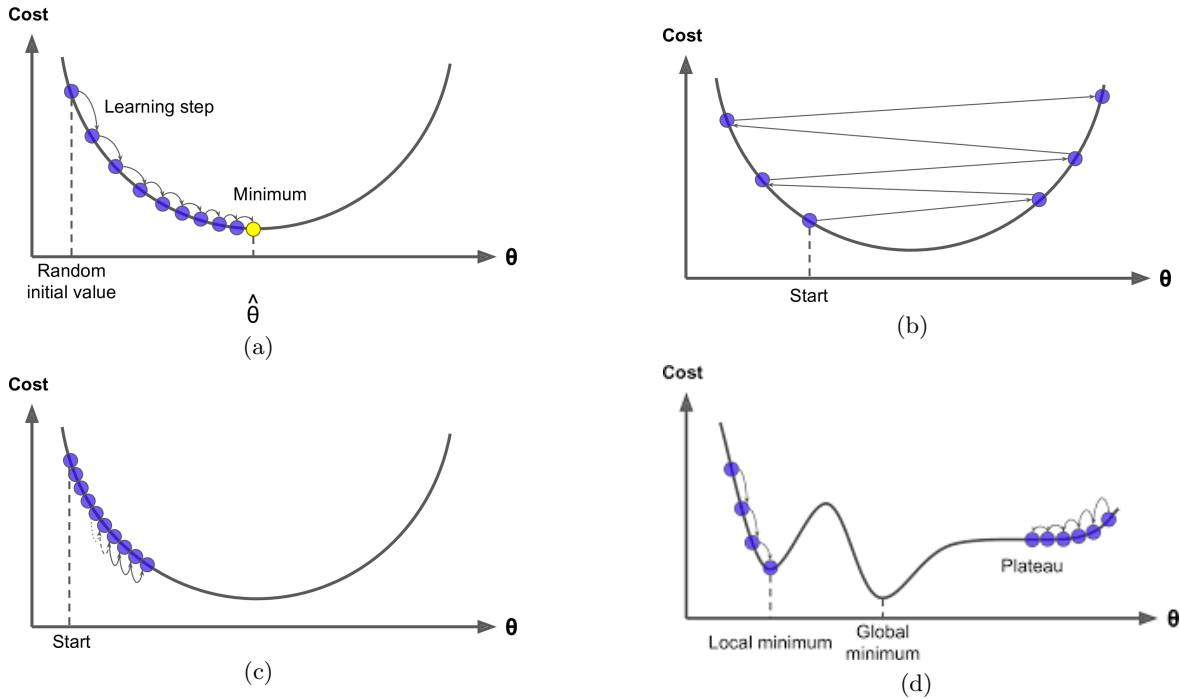 Cost
Learning step
Minimum
θ
Random
initial value
θ̂
(a)
Cost
θ
Start
(b)
Cost
θ
Start
(c)
Cost
Plateau
θ
Local minimum
Global
minimum
(d)